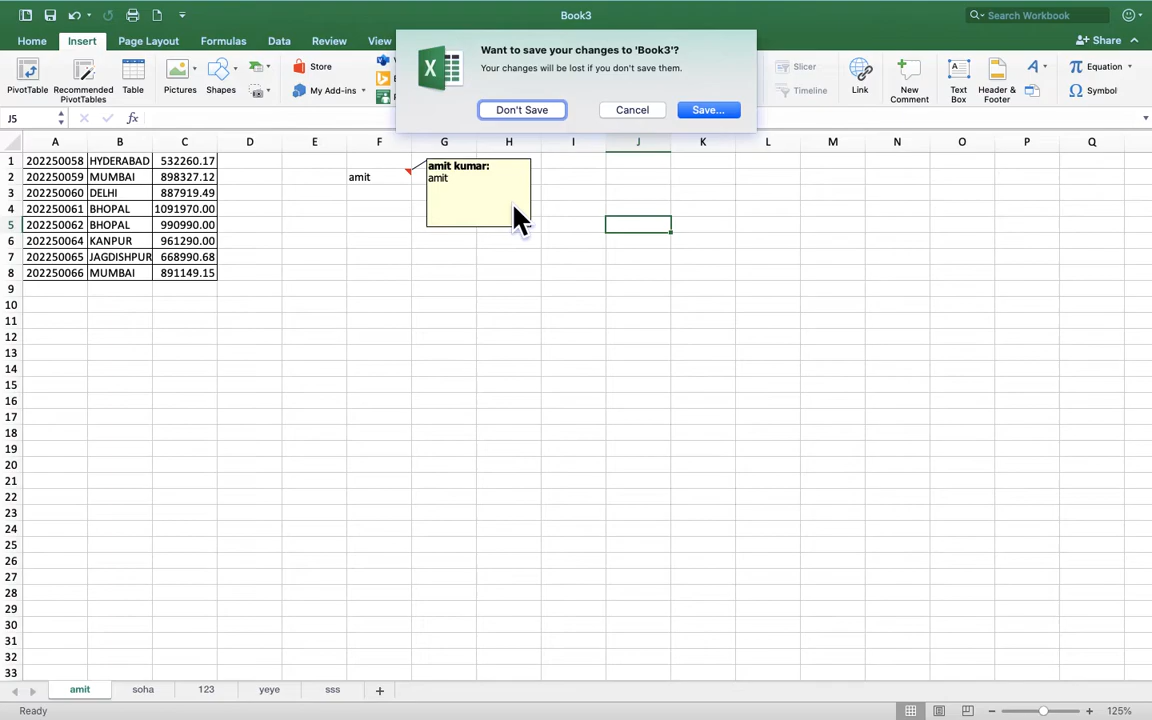 Book3
Search Workbook
Home Insert Page Layout Formulas Data Review View
Share
Want to save your changes to 'Book3'?
Your changes will be lost if you don't save them.
Don't Save Cancel Save...
PivotTable Recommended PivotTables Table Pictures Shapes Store My Add-ins Slicer Timeline Link New Comment Text Box Header & Footer Equation Symbol
J5 fx
A B C D E F G H I J K L M N O P Q
1 202250058 HYDERABAD 532260.17
2 202250059 MUMBAI 898327.12 amit
3 202250060 DELHI 887919.49
4 202250061 BHOPAL 1091970.00
5 202250062 BHOPAL 990990.00
6 202250064 KANPUR 961290.00
7 202250065 JAGDISHPUR 668990.68
8 202250066 MUMBAI 891149.15
amit kumar:
amit
9
10
11
12
13
14
15
16
17
18
19
20
21
22
23
24
25
26
27
28
29
30
31
32
33
amit soha 123 yeye sss
Ready 125%